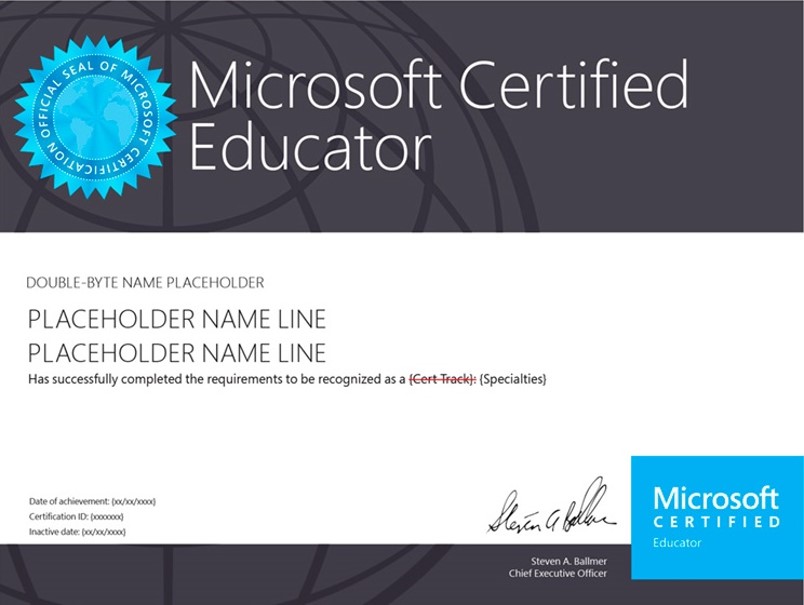 OFFICIAL SEAL OF MICROSOFT CERTIFICATION
Microsoft Certified
Educator
DOUBLE-BYTE NAME PLACEHOLDER
PLACEHOLDER NAME LINE
PLACEHOLDER NAME LINE
Has successfully completed the requirements to be recognized as a {Cert Track}: {Specialties}
Date of achievement: {xx/xx/xxxx}
Certification ID: {xxxxxxx}
Inactive date: {xx/xx/xxxx}
Steven A Ballmer
Steven A. Ballmer
Chief Executive Officer
Microsoft
CERTIFIED
Educator